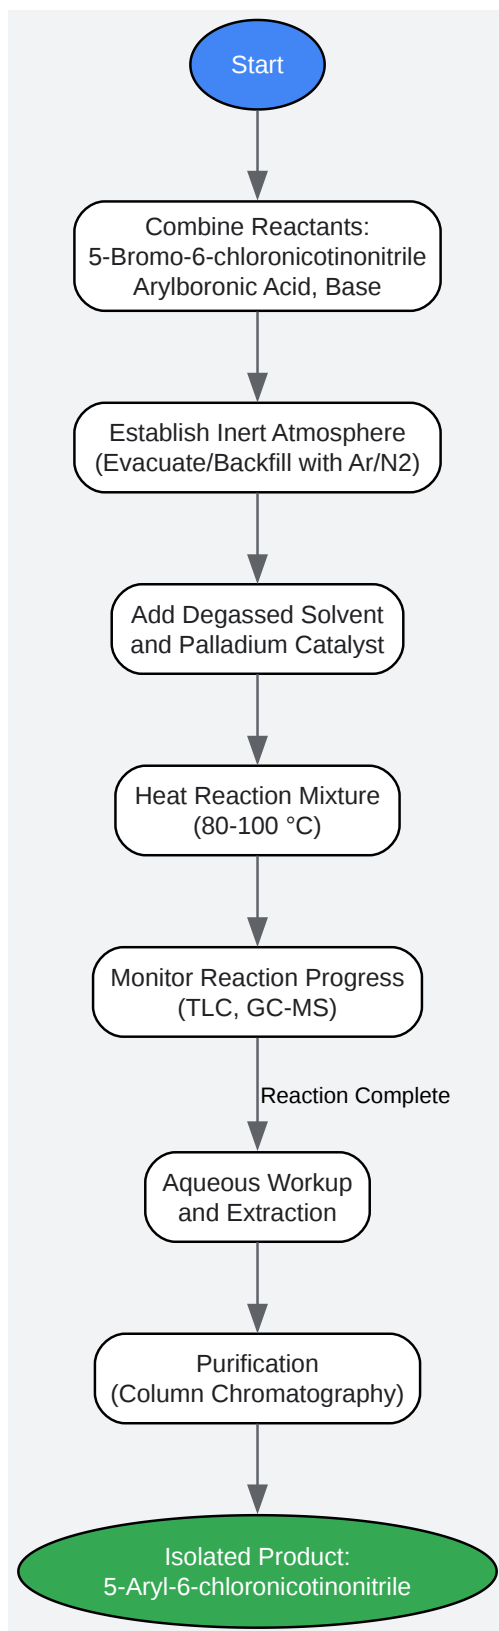 Start
Combine Reactants:
5-Bromo-6-chloronicotinonitrile
Arylboronic Acid, Base
Establish Inert Atmosphere
(Evacuate/Backfill with Ar/N2)
Add Degassed Solvent
and Palladium Catalyst
Heat Reaction Mixture
(80-100 °C)
Monitor Reaction Progress
(TLC, GC-MS)
Reaction Complete
Aqueous Workup
and Extraction
Purification
(Column Chromatography)
Isolated Product:
5-Aryl-6-chloronicotinonitrile